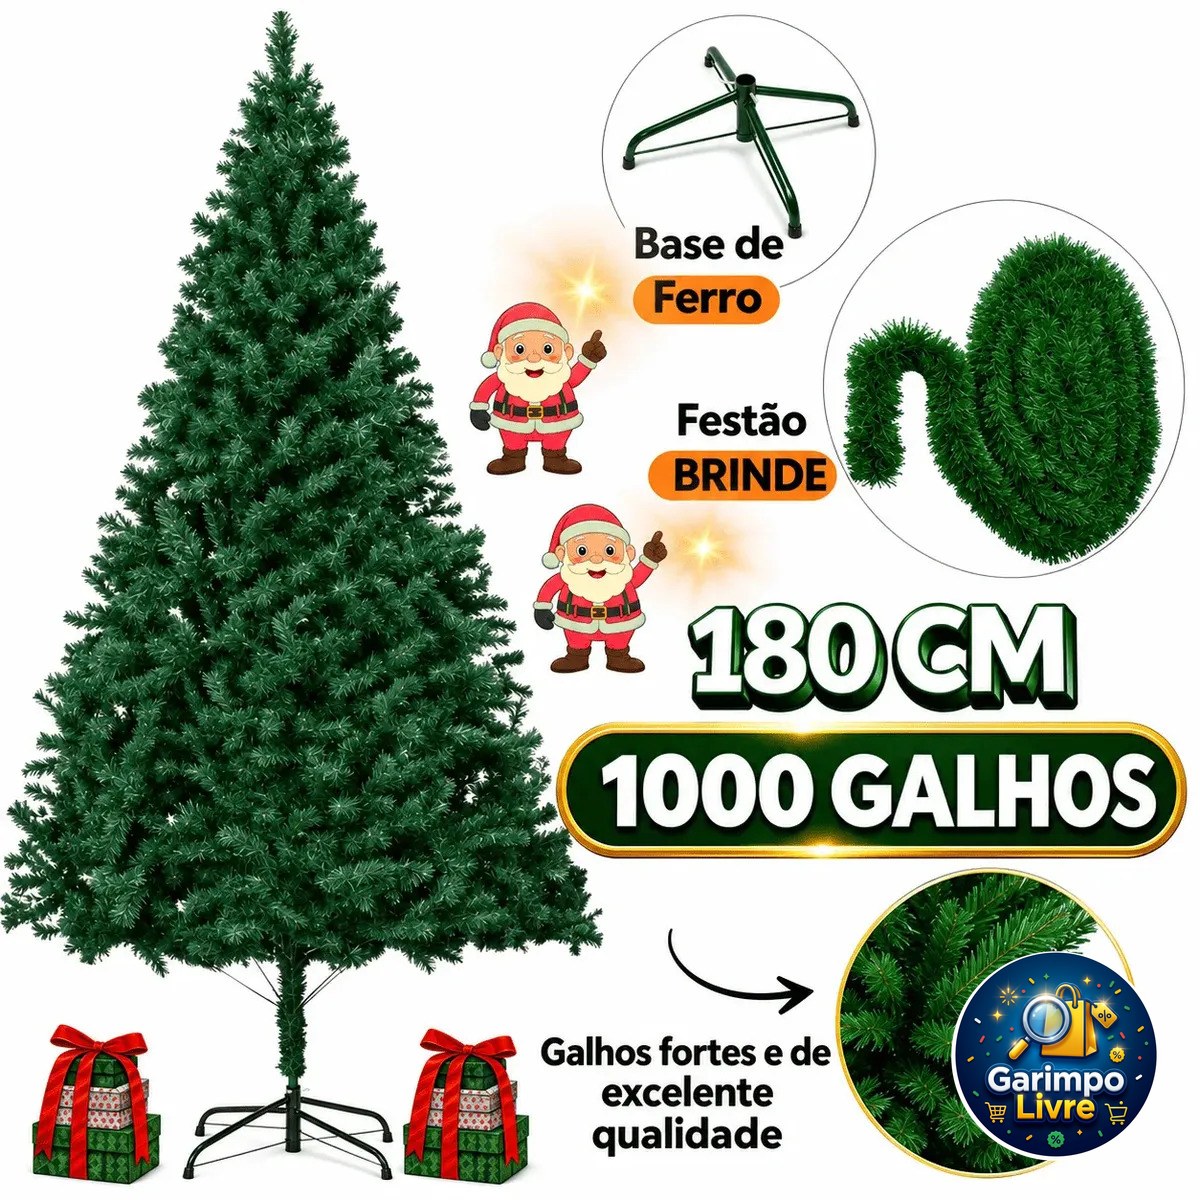 Base de
Ferro
Festão
BRINDE
180 CM
1000 GALHOS
Galhos fortes e de
excelente
qualidade
%
%
Garimpo
Livre
%